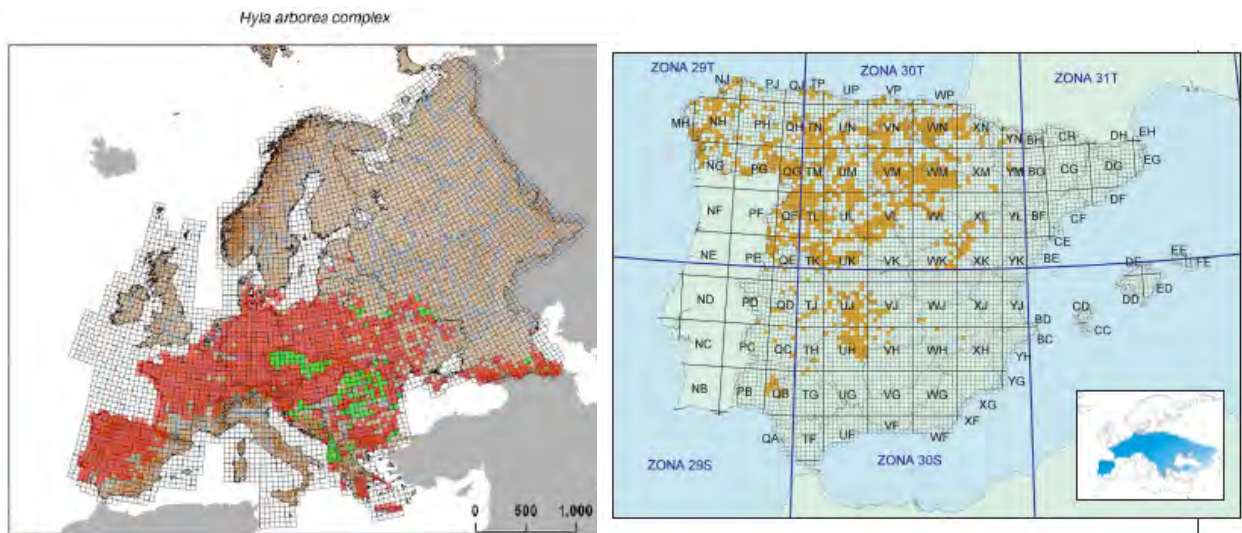 Hyla arborea complex
0 500 1.000
ZONA 29T ZONA 30T ZONA 31T
NJ PJ QJ TP UP VP WP
MH NH PH QH TN UN VN WN XN YN BH CH DH EH
NG PG QG TM UM VM WM XM YM BG CG DG EG
NF PF QF TL UL VL WL XL YL BF CF DF
NE PE QE TK UK VK WK XK YK BE CE DE EE FE
ND PD QD TJ UJ VJ WJ XJ YJ BD CD DD ED
NC PC QC TH UH VH WH XH YH BC CC
NB PB QB TG UG VG WG XG YG
QA TF UF VF WF XF
ZONA 29S ZONA 30S